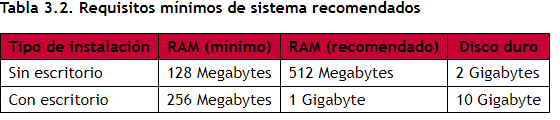 Tabla 3.2. Requisitos mínimos de sistema recomendados
Tipo de instalación RAM (mínimo) RAM (recomendado) Disco duro
Sin escritorio 128 Megabytes 512 Megabytes 2 Gigabytes
Con escritorio 256 Megabytes 1 Gigabyte 10 Gigabyte